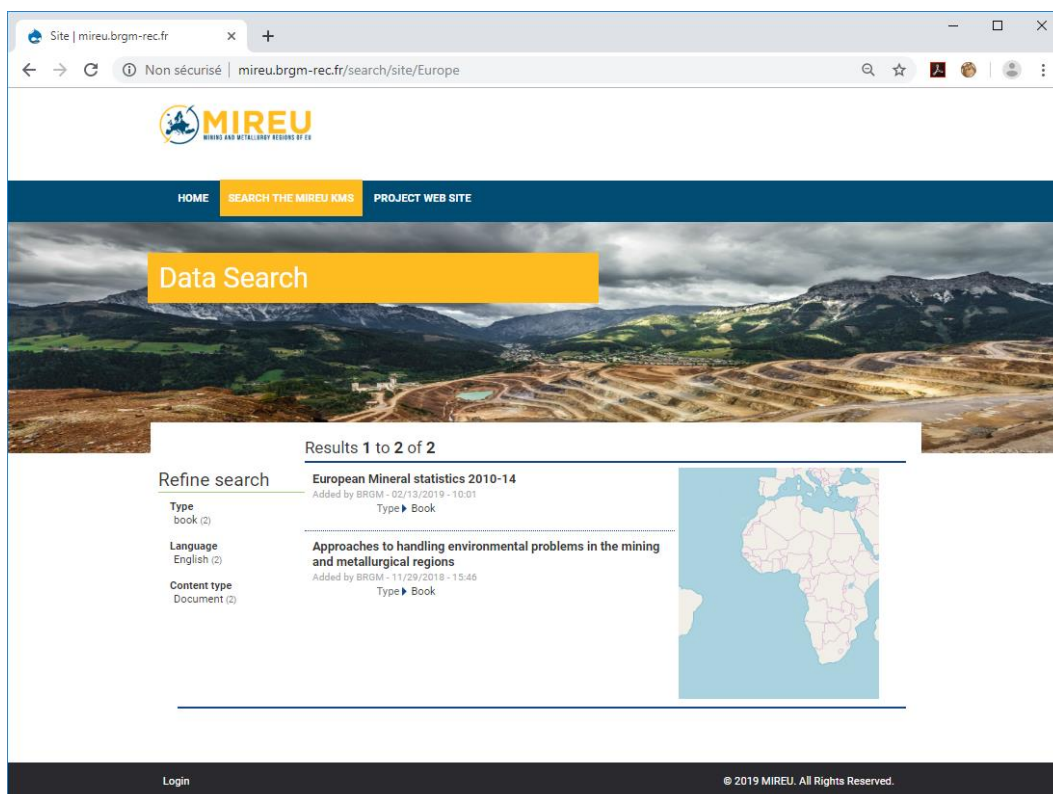 Site | mireu.brgm-rec.fr
Non sécurisé | mireu.brgm-rec.fr/search/site/Europe
MIREU
MINING AND METALLURGY REGIONS OF EU
HOME SEARCH THE MIREU KMS PROJECT WEB SITE
Data Search
Results 1 to 2 of 2
Refine search
Type
book (2)
Language
English (2)
Content type
Document (2)
European Mineral statistics 2010-14
Added by BRGM - 02/13/2019 - 10:01
Type Book
Approaches to handling environmental problems in the mining
and metallurgical regions
Added by BRGM - 11/29/2018 - 15:46
Type Book
Login
© 2019 MIREU. All Rights Reserved.